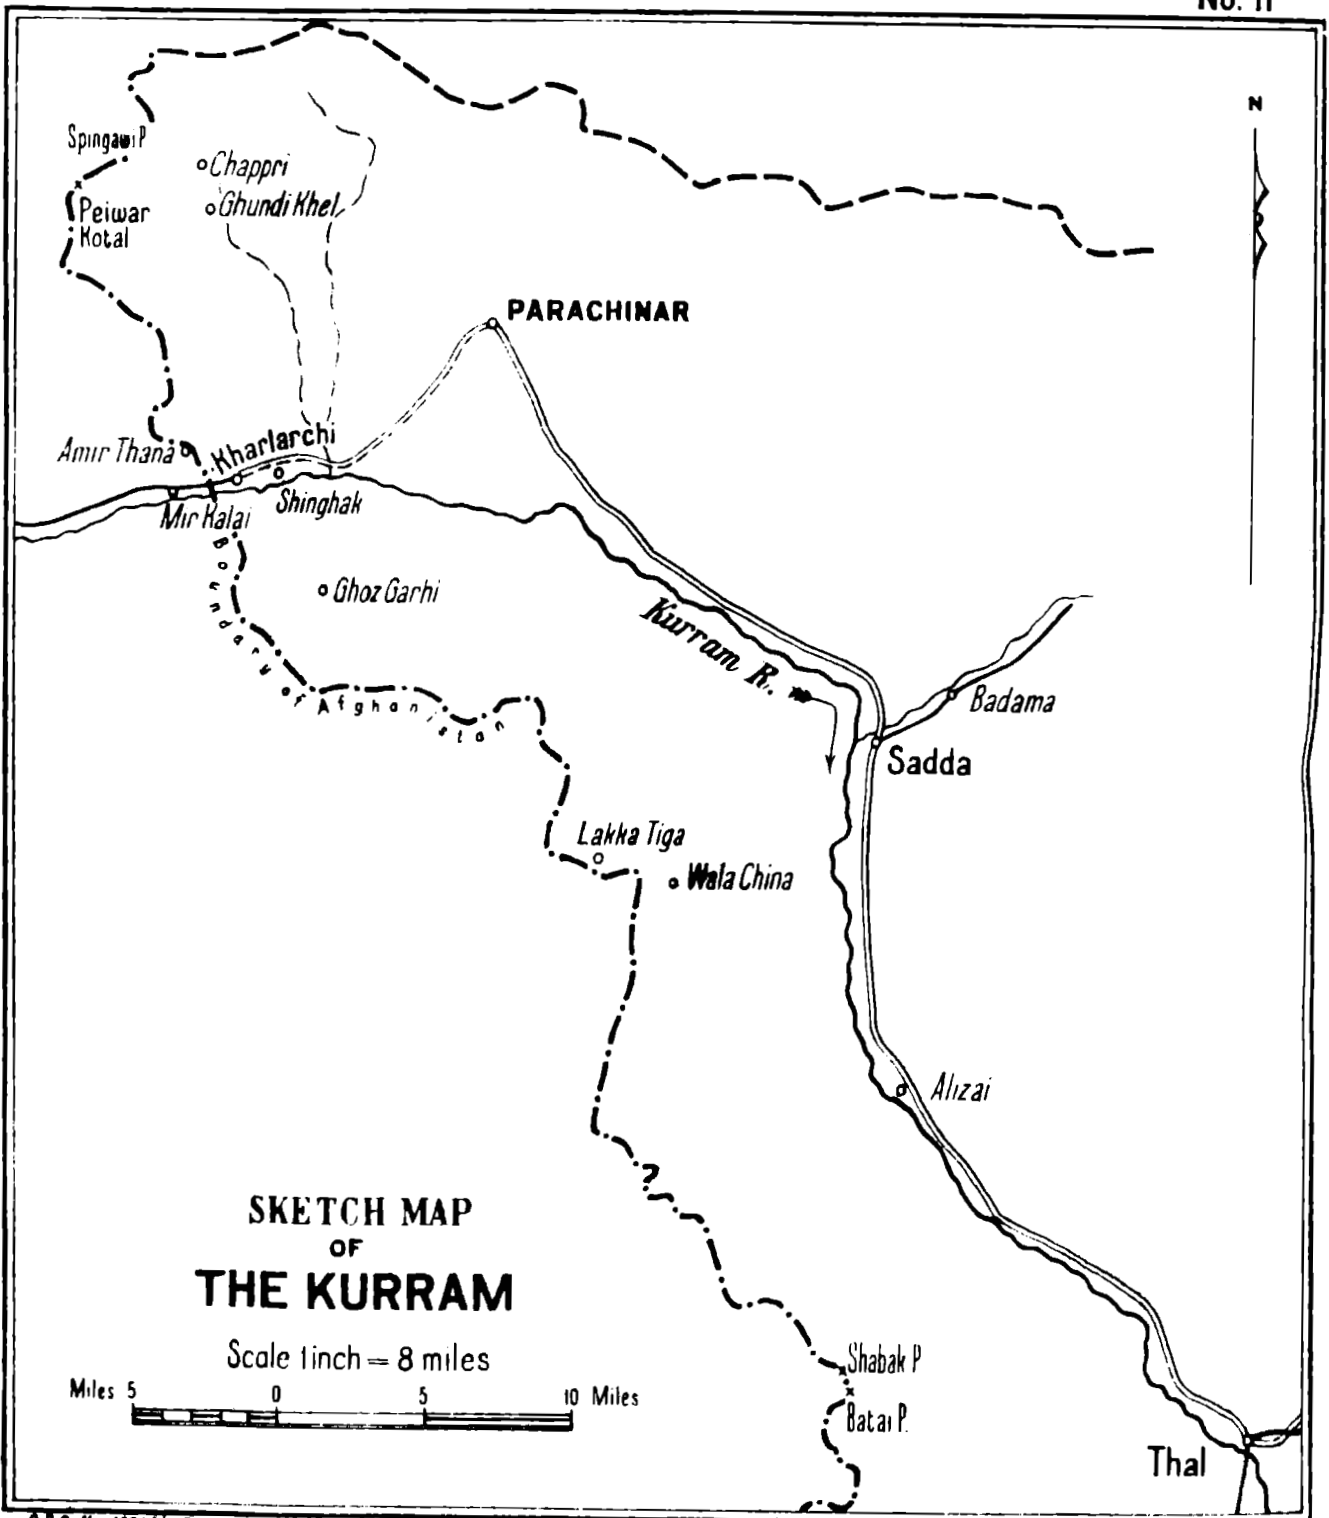 No. 11
N
Spingawi P
Chappri
Peiwar
Kotal
Ghundi Khel
PARACHINAR
Amir Thana
Kharlarchi
Mir Kalai
Shinghak
Ghoz Garhi
Boundary of Afghanistan
Kurram R.
Badama
Sadda
Lakka Tiga
Wala China
Alizai
SKETCH MAP
OF
THE KURRAM
Scale 1 inch = 8 miles
Miles 5 0 5 10 Miles
Shabak P
Batai P.
Thal